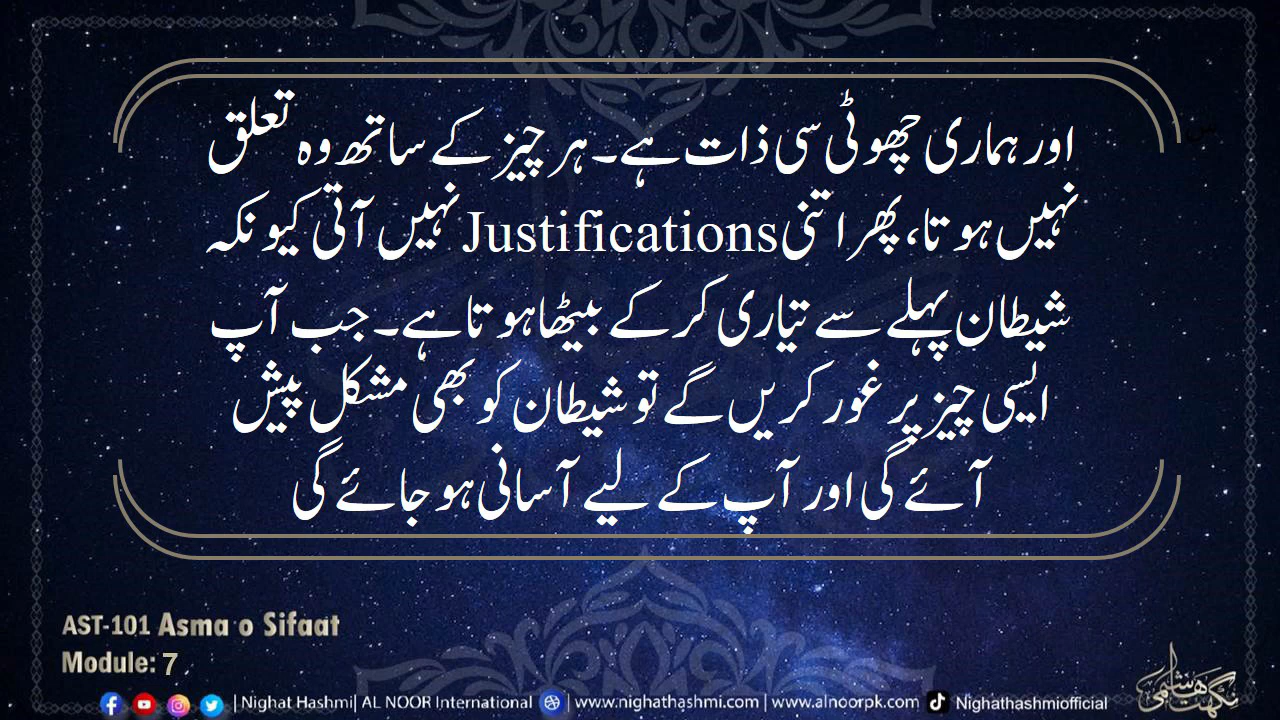 اور ہماری چھوٹی سی ذات ہے۔ ہر چیز کے ساتھ وہ تعلق
نہیں ہوتا، پھر اتنی Justifications نہیں آتی کیونکہ
شیطان پہلے سے تیاری کر کے بیٹھا ہوتا ہے۔ جب آپ
ایسی چیز پر غور کریں گے تو شیطان کو بھی مشکل پیش
آئے گی اور آپ کے لیے آسانی ہو جائے گی
AST-101 Asma o Sifaat
Module: 7
| Nighat Hashmi| AL NOOR International | www.nighathashmi.com | www.alnoorpk.com Nighathashmiofficial
نگہت ہاشمی